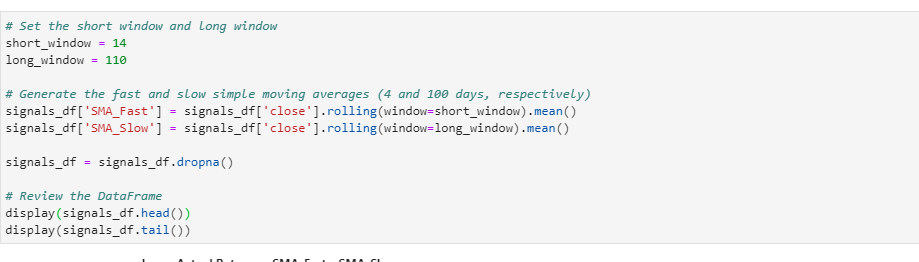 # Set the short window and long window
short_window = 14
long_window = 110
# Generate the fast and slow simple moving averages (4 and 100 days, respectively)
signals_df['SMA_Fast'] = signals_df['close'].rolling(window=short_window).mean()
signals_df['SMA_Slow'] = signals_df['close'].rolling(window=long_window).mean()
signals_df = signals_df.dropna()
# Review the DataFrame
display(signals_df.head())
display(signals_df.tail())